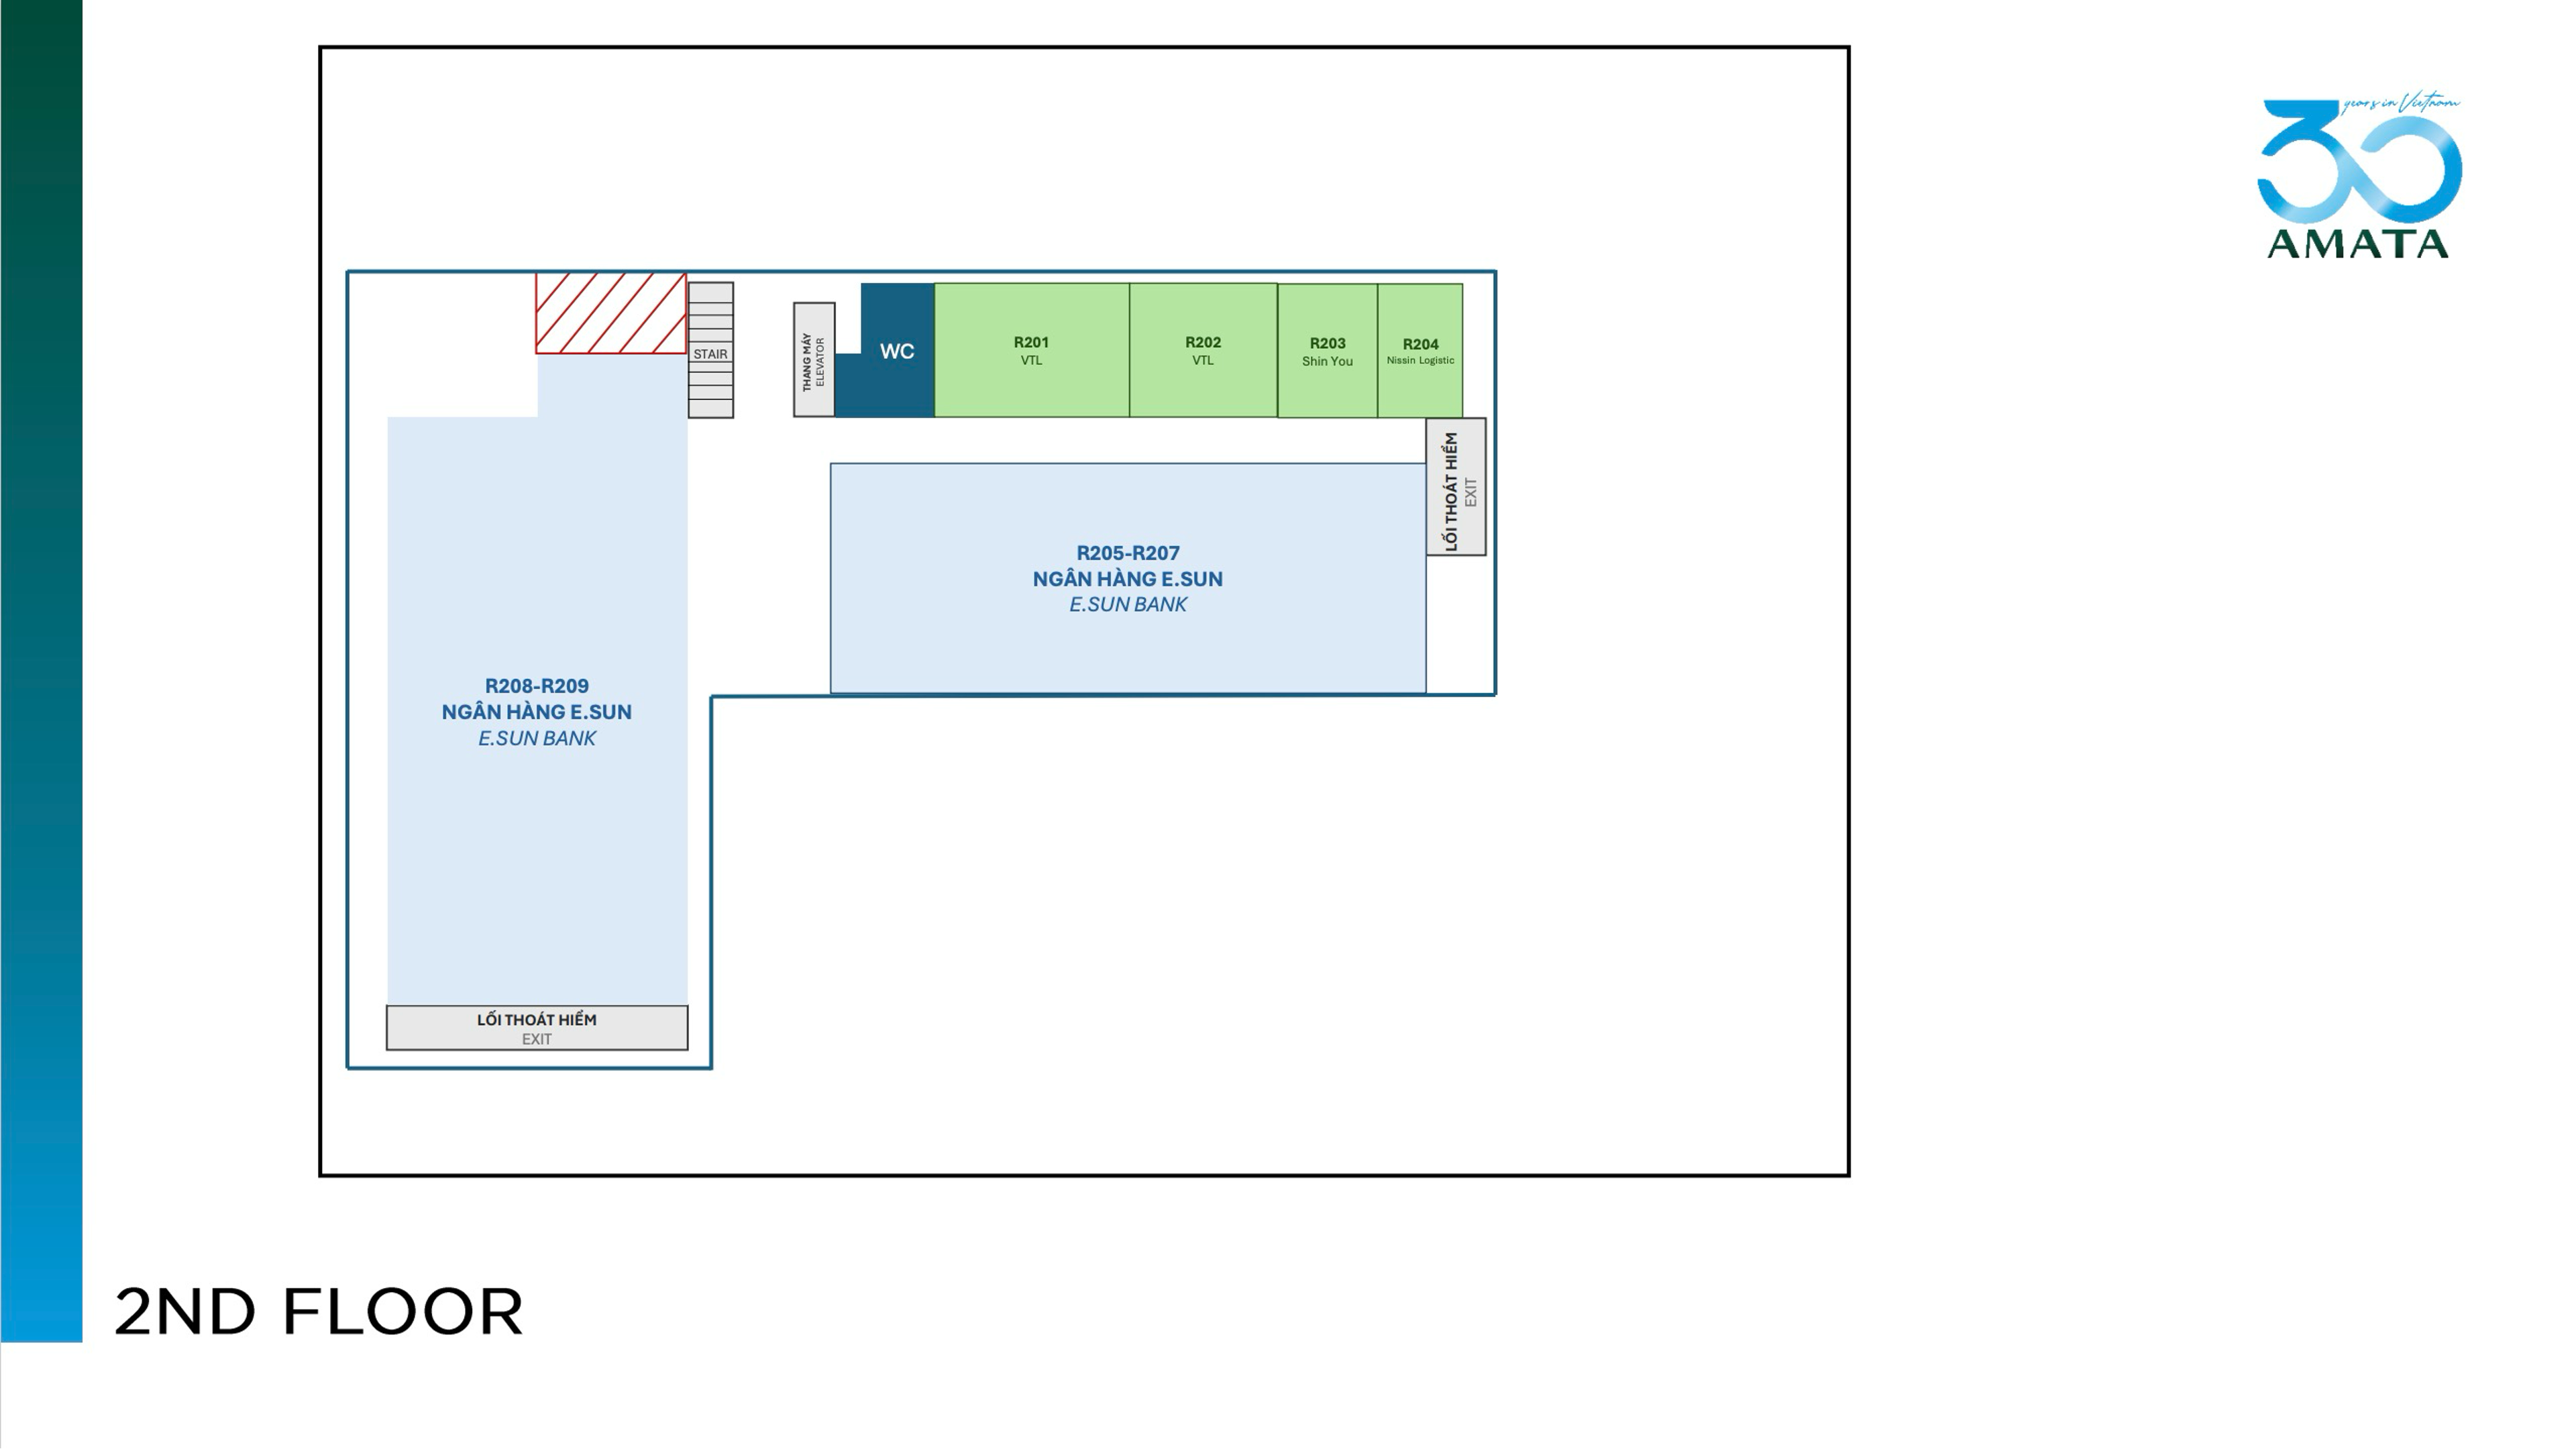 years in Vietnam
30
AMATA
STAIR
THANG MÁY
ELEVATOR
WC
R201
VTL
R202
VTL
R203
Shin You
R204
Nissin Logistic
LỐI THOÁT HIỂM
EXIT
R205-R207
NGÂN HÀNG E.SUN
E.SUN BANK
R208-R209
NGÂN HÀNG E.SUN
E.SUN BANK
LỐI THOÁT HIỂM
EXIT
2ND FLOOR